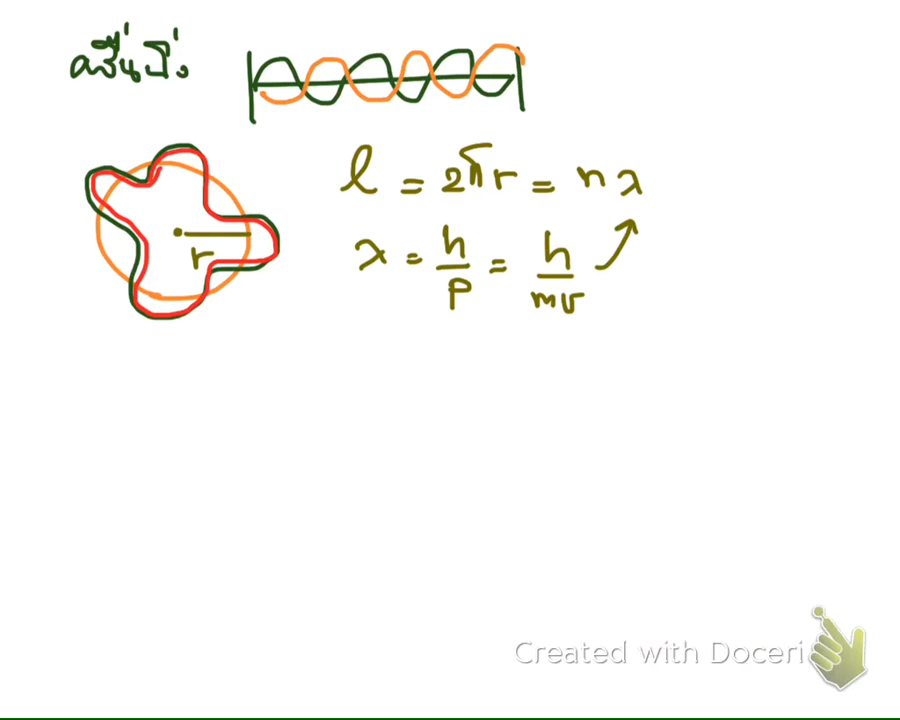 คลื่นนิ่ง
l = 2πr = nλ
r
λ = h/p = h/mv
Created with Doceri